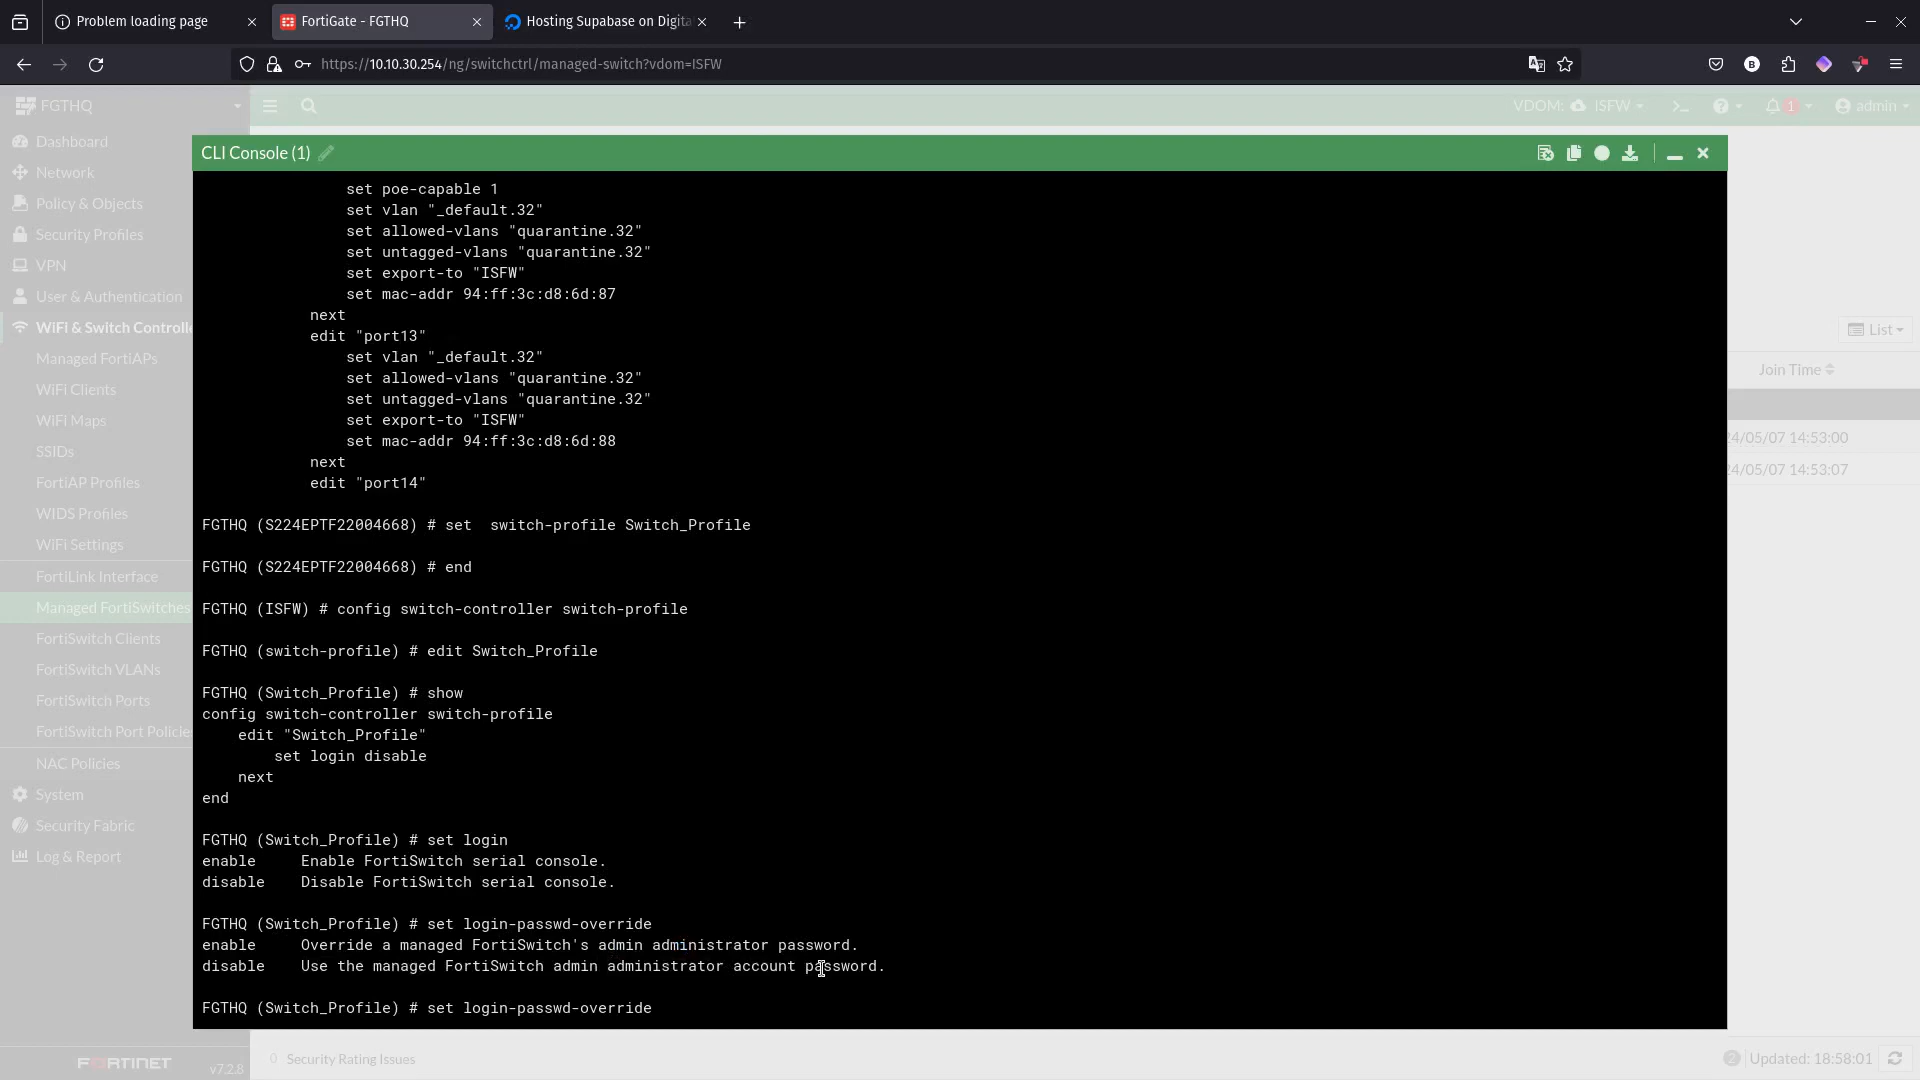 Problem loading page
FortiGate - FGTHQ
Hosting Supabase on Digita
https://10.10.30.254/ng/switchctrl/managed-switch?vdom=ISFW
FGTHQ
VDOM: ISFW
1
admin
Dashboard
Network
Policy & Objects
Security Profiles
VPN
User & Authentication
WiFi & Switch Controlle
Managed FortiAPs
WiFi Clients
WiFi Maps
SSIDs
FortiAP Profiles
WIDS Profiles
WiFi Settings
FortiLink Interface
Managed FortiSwitches
FortiSwitch Clients
FortiSwitch VLANs
FortiSwitch Ports
FortiSwitch Port Policie
NAC Policies
System
Security Fabric
Log & Report
FORTINET
v7.2.8
CLI Console (1)
set poe-capable 1
set vlan "_default.32"
set allowed-vlans "quarantine.32"
set untagged-vlans "quarantine.32"
set export-to "ISFW"
set mac-addr 94:ff:3c:d8:6d:87
next
edit "port13"
set vlan "_default.32"
set allowed-vlans "quarantine.32"
set untagged-vlans "quarantine.32"
set export-to "ISFW"
set mac-addr 94:ff:3c:d8:6d:88
next
edit "port14"
FGTHQ (S224EPTF22004668) # set  switch-profile Switch_Profile
FGTHQ (S224EPTF22004668) # end
FGTHQ (ISFW) # config switch-controller switch-profile
FGTHQ (switch-profile) # edit Switch_Profile
FGTHQ (Switch_Profile) # show
config switch-controller switch-profile
edit "Switch_Profile"
set login disable
next
end
FGTHQ (Switch_Profile) # set login
enable     Enable FortiSwitch serial console.
disable    Disable FortiSwitch serial console.
FGTHQ (Switch_Profile) # set login-passwd-override
enable     Override a managed FortiSwitch's admin administrator password.
disable    Use the managed FortiSwitch admin administrator account password.
FGTHQ (Switch_Profile) # set login-passwd-override
List
Join Time
24/05/07 14:53:00
24/05/07 14:53:07
0 Security Rating Issues
2 Updated: 18:58:01